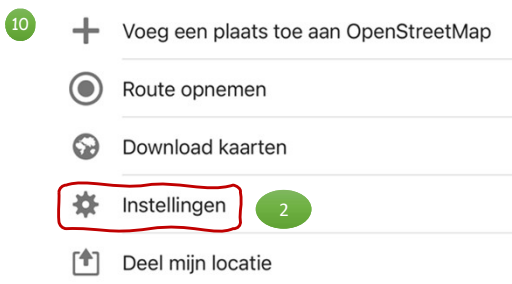 10
Voeg een plaats toe aan OpenStreetMap
Route opnemen
Download kaarten
Instellingen 2
Deel mijn locatie